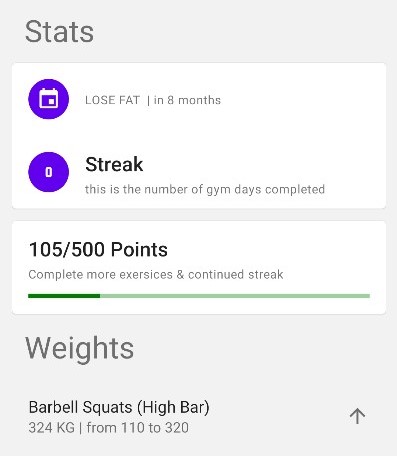 Stats
LOSE FAT | in 8 months
0
Streak
this is the number of gym days completed
105/500 Points
Complete more exersices & continued streak
Weights
Barbell Squats (High Bar)
324 KG | from 110 to 320